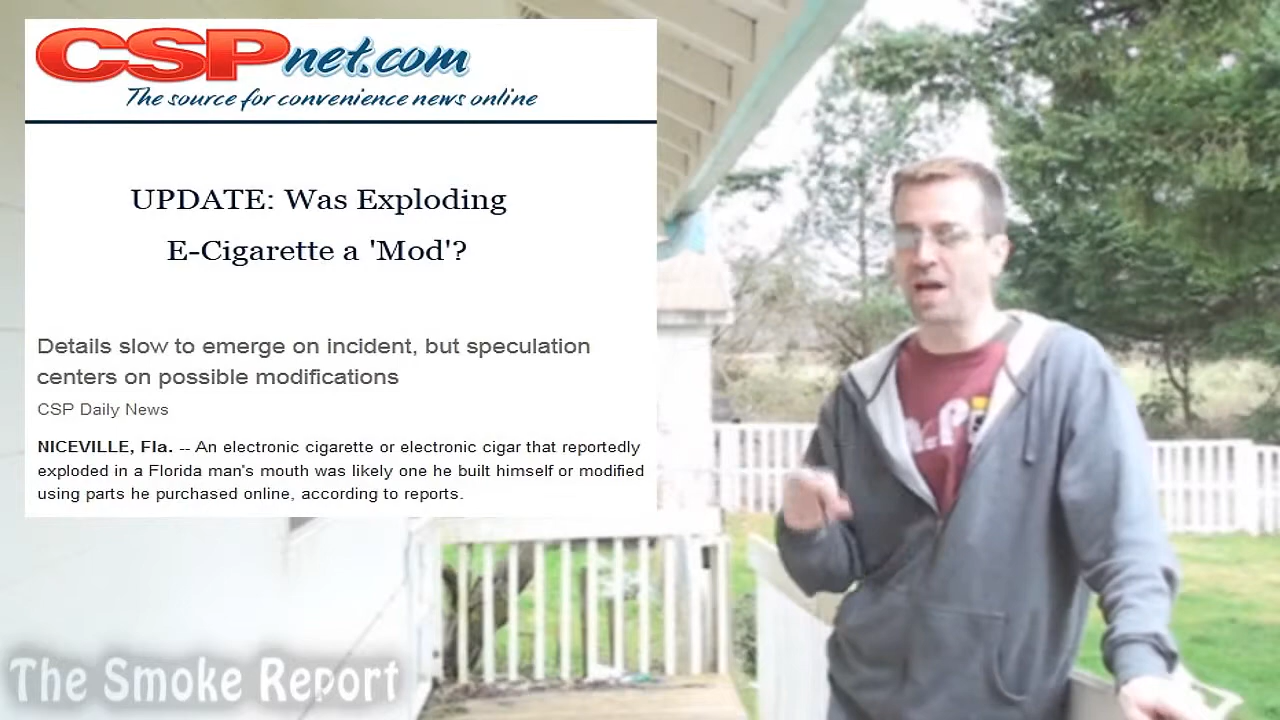 CSPnet.com
The source for convenience news online
UPDATE: Was Exploding
E-Cigarette a 'Mod'?
Details slow to emerge on incident, but speculation
centers on possible modifications
CSP Daily News
NICEVILLE, Fla. -- An electronic cigarette or electronic cigar that reportedly
exploded in a Florida man's mouth was likely one he built himself or modified
using parts he purchased online, according to reports.
The Smoke Report